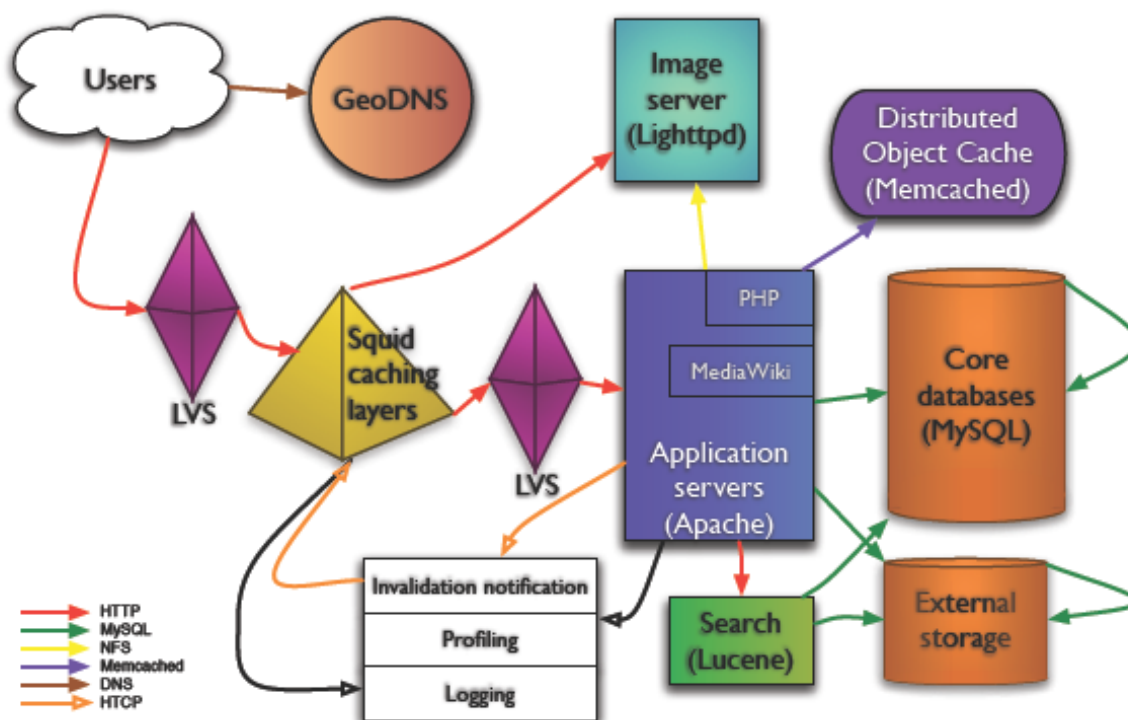 Users
GeoDNS
Image
server
(Lighttpd)
Distributed
Object Cache
(Memcached)
LVS
Squid
caching
layers
LVS
PHP
MediaWiki
Application
servers
(Apache)
Core
databases
(MySQL)
Invalidation notification
Profiling
Logging
Search
(Lucene)
External
storage
HTTP
MySQL
NFS
Memcached
DNS
HTCP